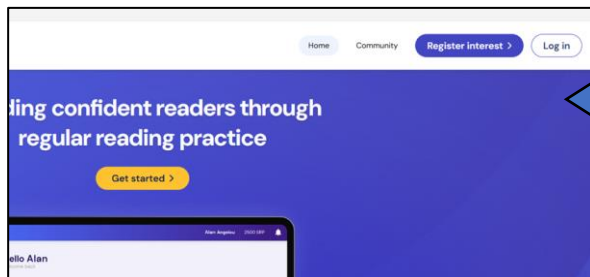 Home Community Register interest > Log in
ding confident readers through
regular reading practice
Get started >
Alan Angelou
ello Alan